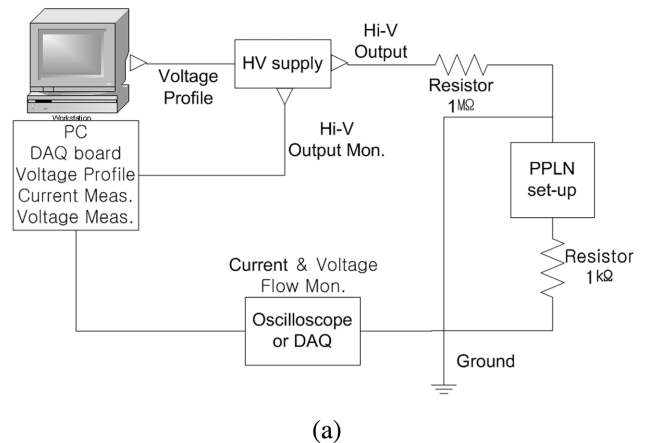 Workstation
PC
DAQ board
Voltage Profile
Current Meas.
Voltage Meas.
Voltage
Profile
HV supply
Hi-V
Output
Resistor
1MΩ
Hi-V
Output Mon.
PPLN
set-up
Resistor
1kΩ
Current & Voltage
Flow Mon.
Oscilloscope
or DAQ
Ground
(a)